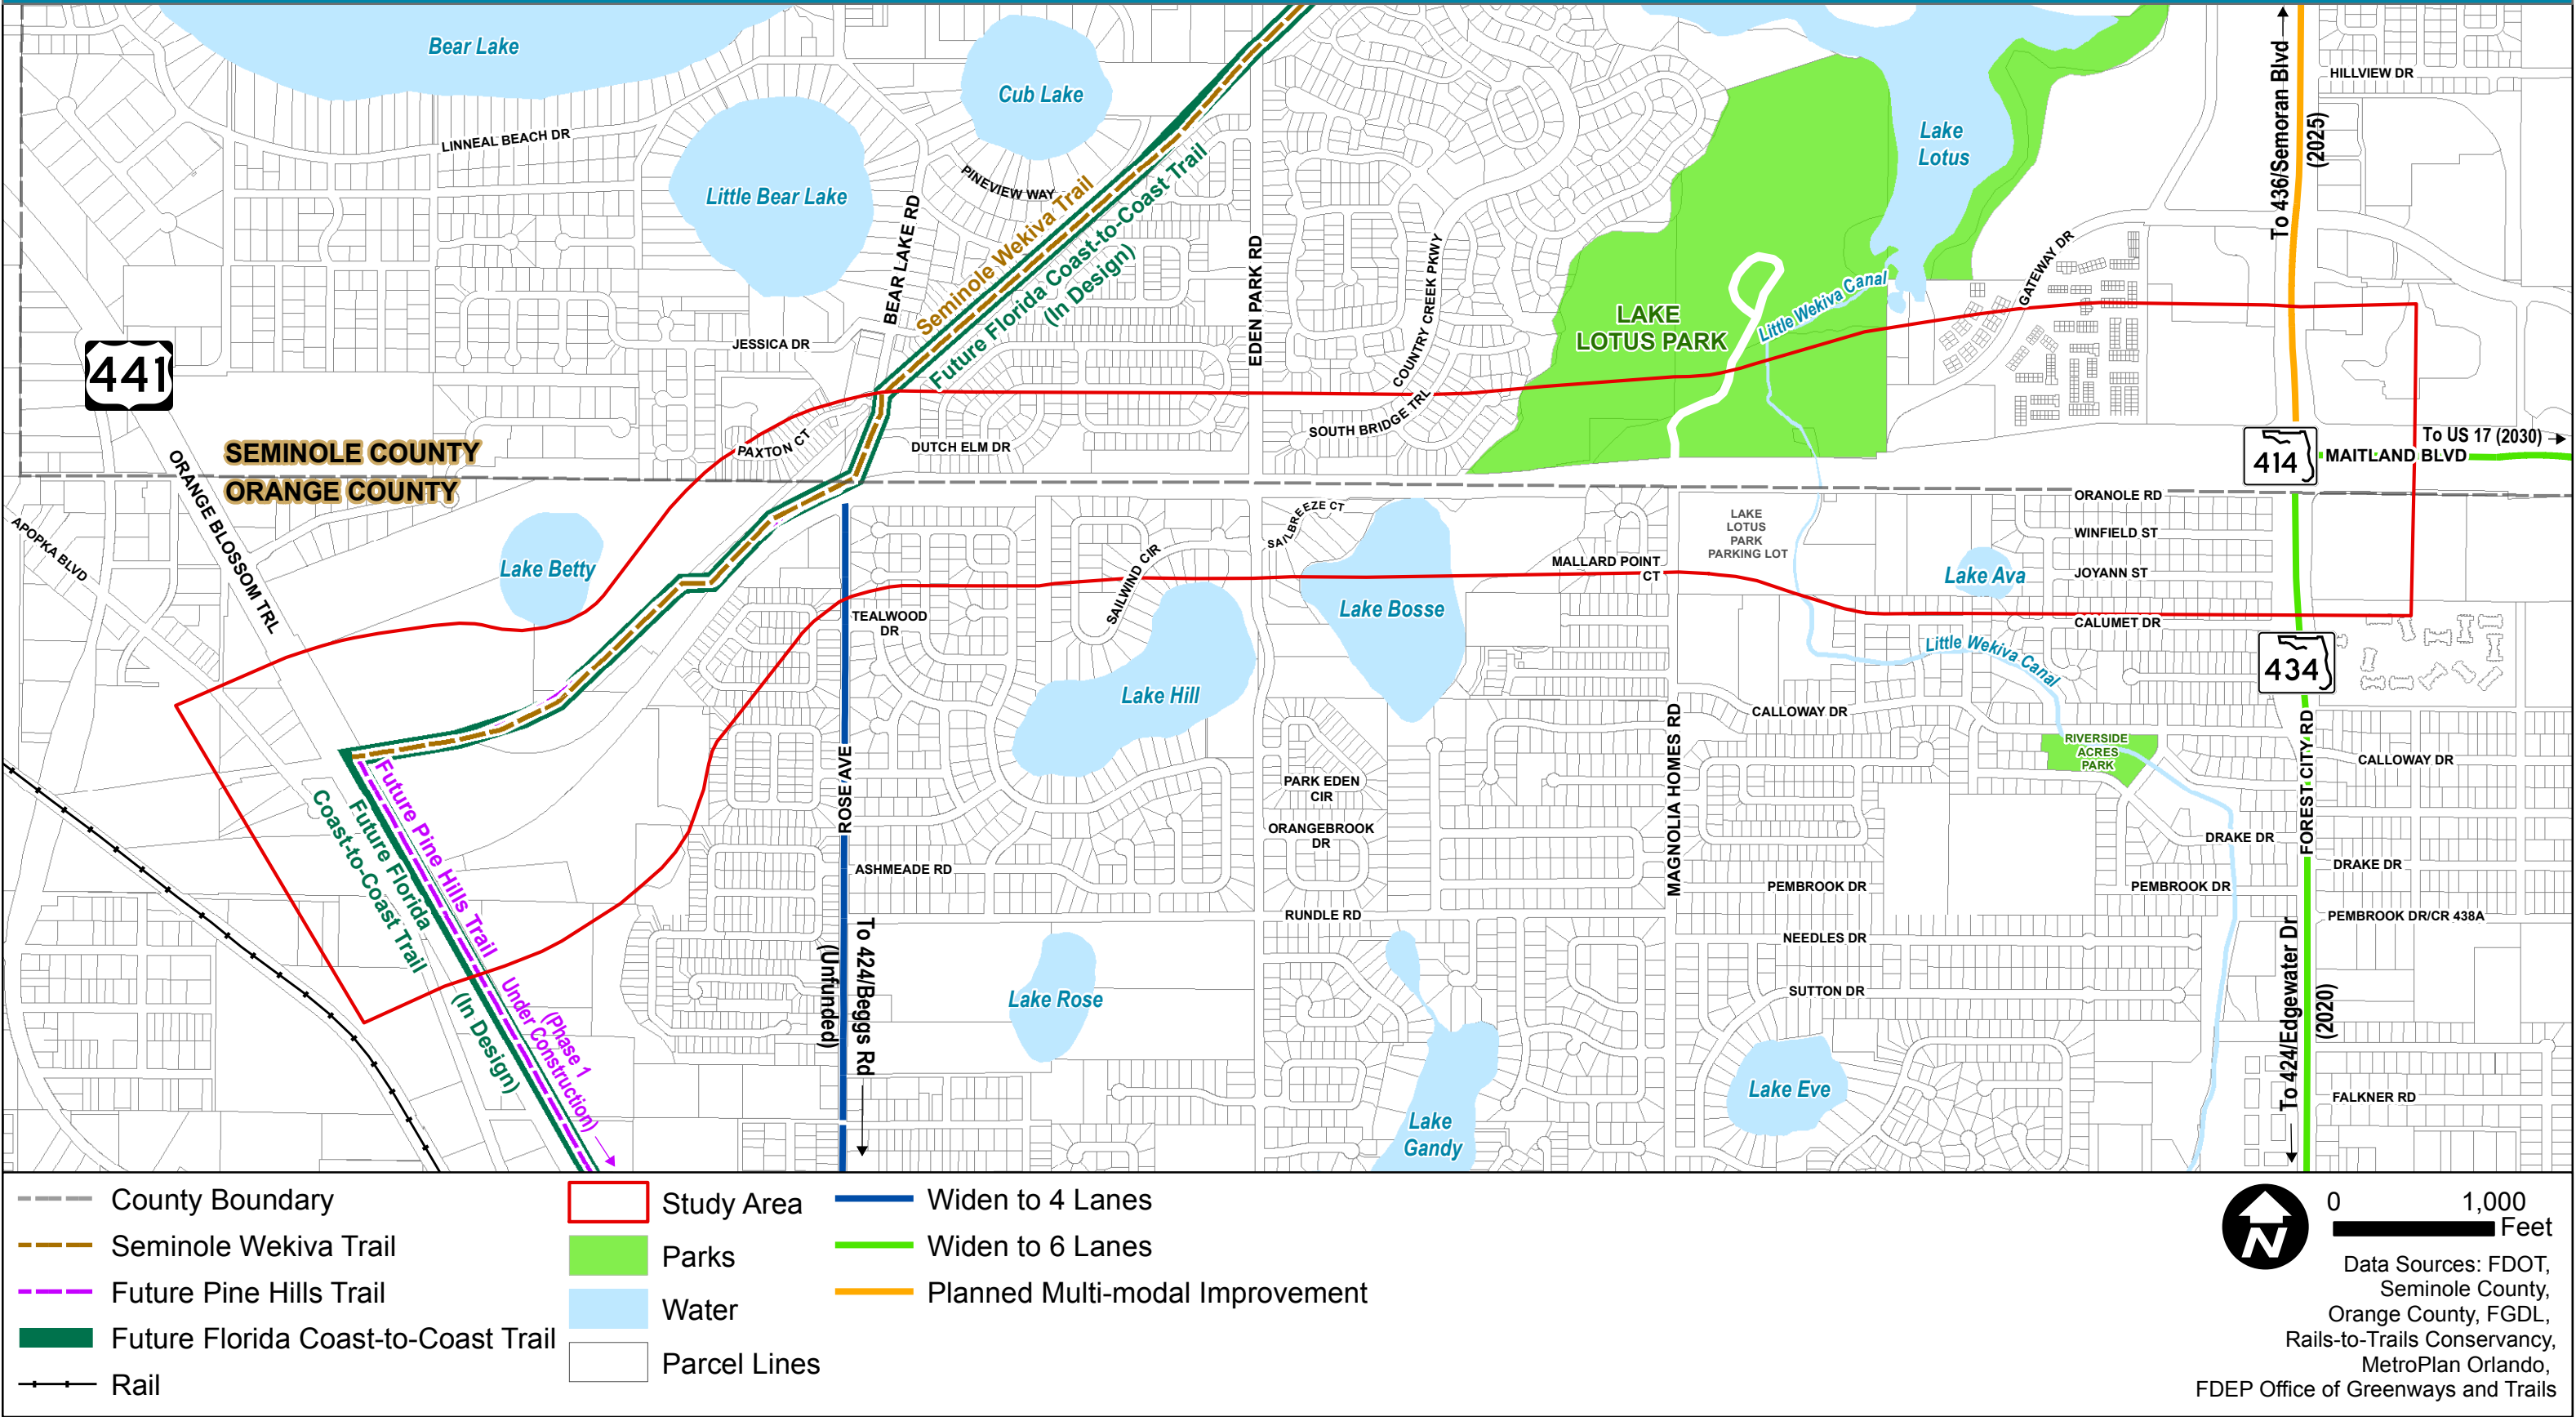 Bear Lake
Cub Lake
Little Bear Lake
Lake
Lotus
HILLVIEW DR
To 436/Semoran Blvd
(2025)
LINNEAL BEACH DR
PINEVIEW WAY
BEAR LAKE RD
Seminole Wekiva Trail
Future Florida Coast-to-Coast Trail
(In Design)
EDEN PARK RD
COUNTRY CREEK PKWY
GATEWAY DR
Little Wekiva Canal
LAKE
LOTUS PARK
JESSICA DR
441
PAXTON CT
DUTCH ELM DR
SOUTH BRIDGE TRL
To US 17 (2030)
414
MAITLAND BLVD
SEMINOLE COUNTY
ORANGE COUNTY
ORANGE BLOSSOM TRL
APOPKA BLVD
Lake Betty
SAILBREEZE CT
SAILWIND CIR
LAKE
LOTUS
PARK
PARKING LOT
ORANOLE RD
WINFIELD ST
JOYANN ST
CALUMET DR
MALLARD POINT
CT
Lake Ava
Lake Bosse
TEALWOOD
DR
Lake Hill
Little Wekiva Canal
434
CALLOWAY DR
MAGNOLIA HOMES RD
RIVERSIDE
ACRES
PARK
FOREST CITY RD
CALLOWAY DR
ROSE AVE
PARK EDEN
CIR
ORANGEBROOK
DR
DRAKE DR
DRAKE DR
ASHMEADE RD
PEMBROOK DR
PEMBROOK DR
PEMBROOK DR/CR 438A
RUNDLE RD
NEEDLES DR
SUTTON DR
Future Pine Hills Trail
(Phase 1
Under Construction)
Future Florida
Coast-to-Coast Trail
(In Design)
To 424/Beggs Rd
(Unfunded)
Lake Rose
Lake
Gandy
Lake Eve
To 424/Edgewater Dr
(2020)
FALKNER RD
County Boundary
Seminole Wekiva Trail
Future Pine Hills Trail
Future Florida Coast-to-Coast Trail
Rail
Study Area
Parks
Water
Parcel Lines
Widen to 4 Lanes
Widen to 6 Lanes
Planned Multi-modal Improvement
N
0 1,000
Feet
Data Sources: FDOT,
Seminole County,
Orange County, FGDL,
Rails-to-Trails Conservancy,
MetroPlan Orlando,
FDEP Office of Greenways and Trails